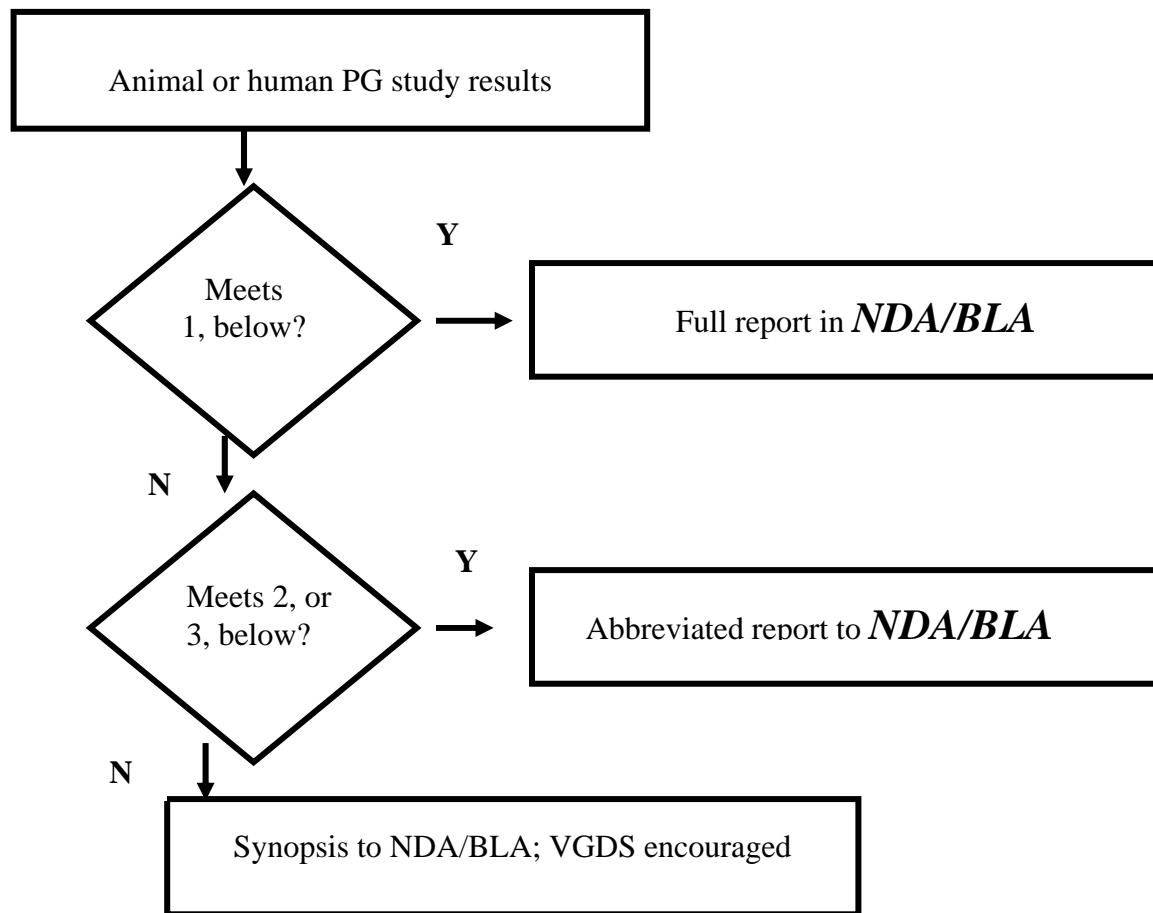 Animal or human PG study results
Y
Meets
1, below?
Full report in NDA/BLA
N
Y
Meets 2, or
3, below?
Abbreviated report to NDA/BLA
N
Synopsis to NDA/BLA; VGDS encouraged